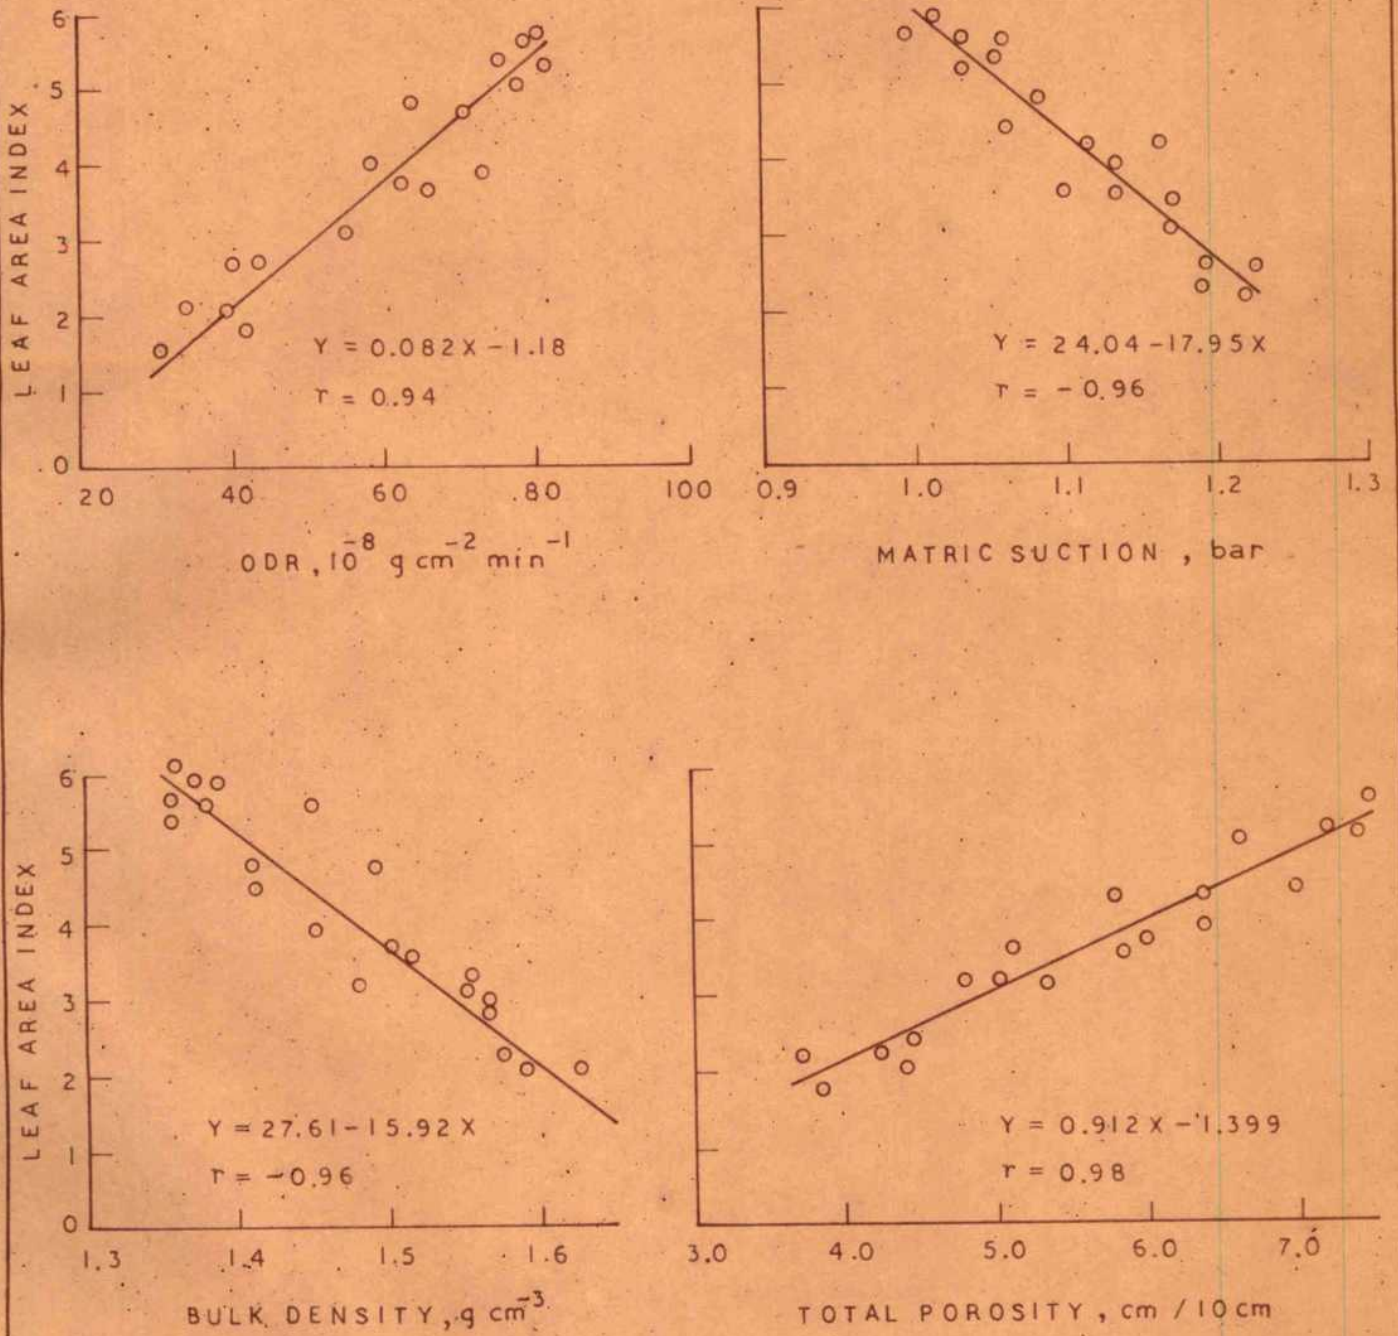 LEAF AREA INDEX
6
5
4
3
2
1
0
Y = 0.082X - 1.18
r = 0.94
20 40 60 80 100
ODR, 10⁻⁸ g cm⁻² min⁻¹
Y = 24.04 - 17.95X
r = - 0.96
0.9 1.0 1.1 1.2 1.3
MATRIC SUCTION , bar
LEAF AREA INDEX
6
5
4
3
2
1
0
Y = 27.61 - 15.92 X
r = -0.96
1.3 1.4 1.5 1.6
BULK DENSITY, g cm⁻³
Y = 0.912 X - 1.399
r = 0.98
3.0 4.0 5.0 6.0 7.0
TOTAL POROSITY , cm / 10 cm